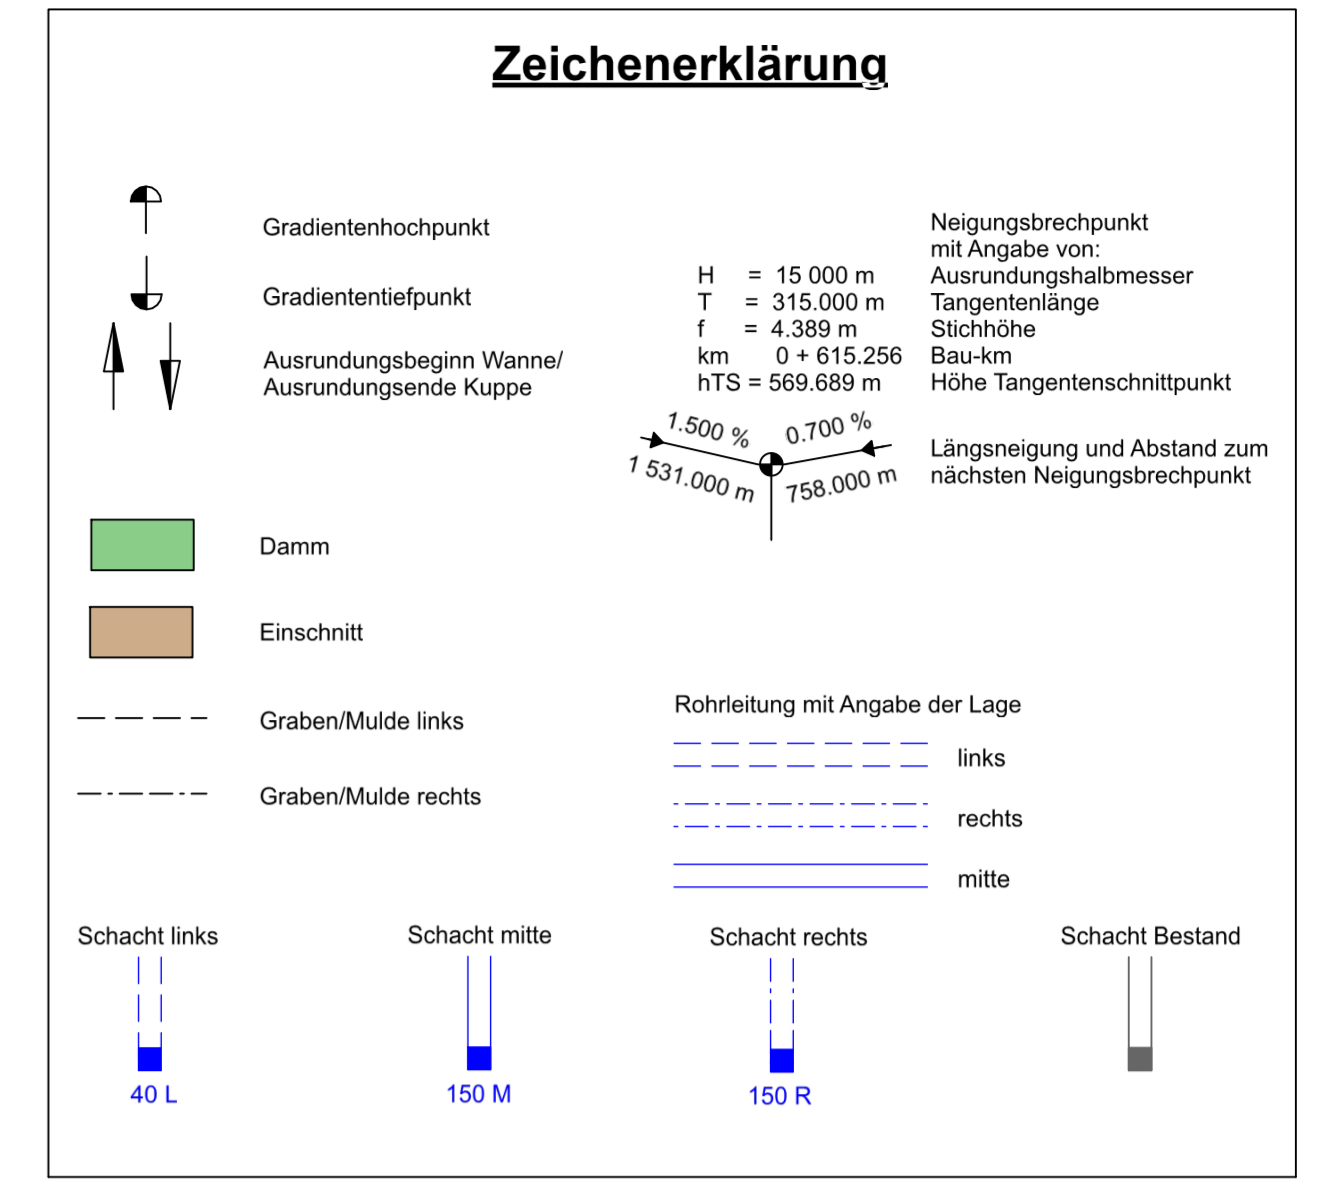 Zeichenerklärung
Gradientenhochpunkt
Gradiententiefpunkt
Ausrundungsbeginn Wanne/
Ausrundungsende Kuppe
Neigungsbrechpunkt
mit Angabe von:
H = 15 000 m Ausrundungshalbmesser
T = 315.000 m Tangentenlänge
f = 4.389 m Stichhöhe
km 0 + 615.256 Bau-km
hTS = 569.689 m Höhe Tangentenschnittpunkt
1.500 % 0.700 %
1 531.000 m 758.000 m
Längsneigung und Abstand zum
nächsten Neigungsbrechpunkt
Damm
Einschnitt
Graben/Mulde links
Graben/Mulde rechts
Rohrleitung mit Angabe der Lage
links
rechts
mitte
Schacht links Schacht mitte Schacht rechts Schacht Bestand
40 L 150 M 150 R